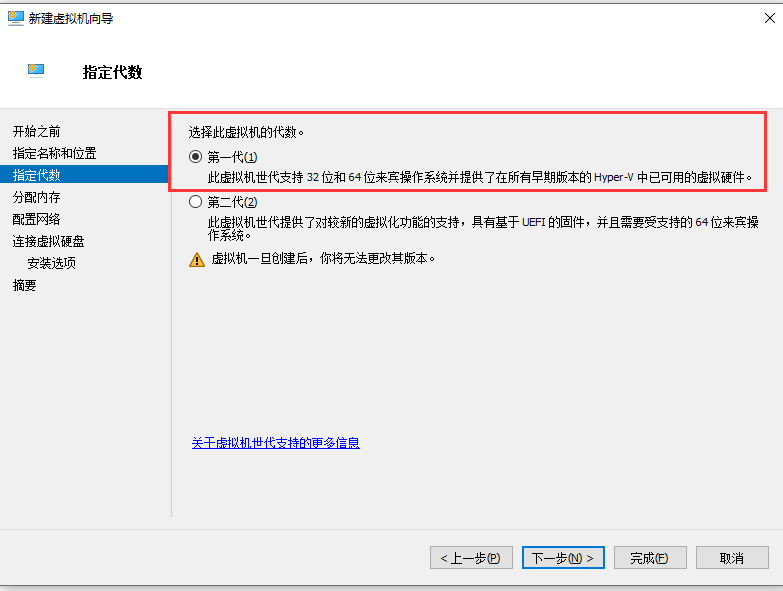 新建虚拟机向导
指定代数
开始之前
指定名称和位置
指定代数
分配内存
配置网络
连接虚拟硬盘
安装选项
摘要
选择此虚拟机的代数。
第一代(1)
此虚拟机世代支持 32 位和 64 位来宾操作系统并提供了在所有早期版本的 Hyper-V 中已可用的虚拟硬件。
第二代(2)
此虚拟机世代提供了对较新的虚拟化功能的支持，具有基于 UEFI 的固件，并且需要受支持的 64 位来宾操
作系统。
虚拟机一旦创建后，你将无法更改其版本。
关于虚拟机世代支持的更多信息
< 上一步(P)
下一步(N) >
完成(F)
取消